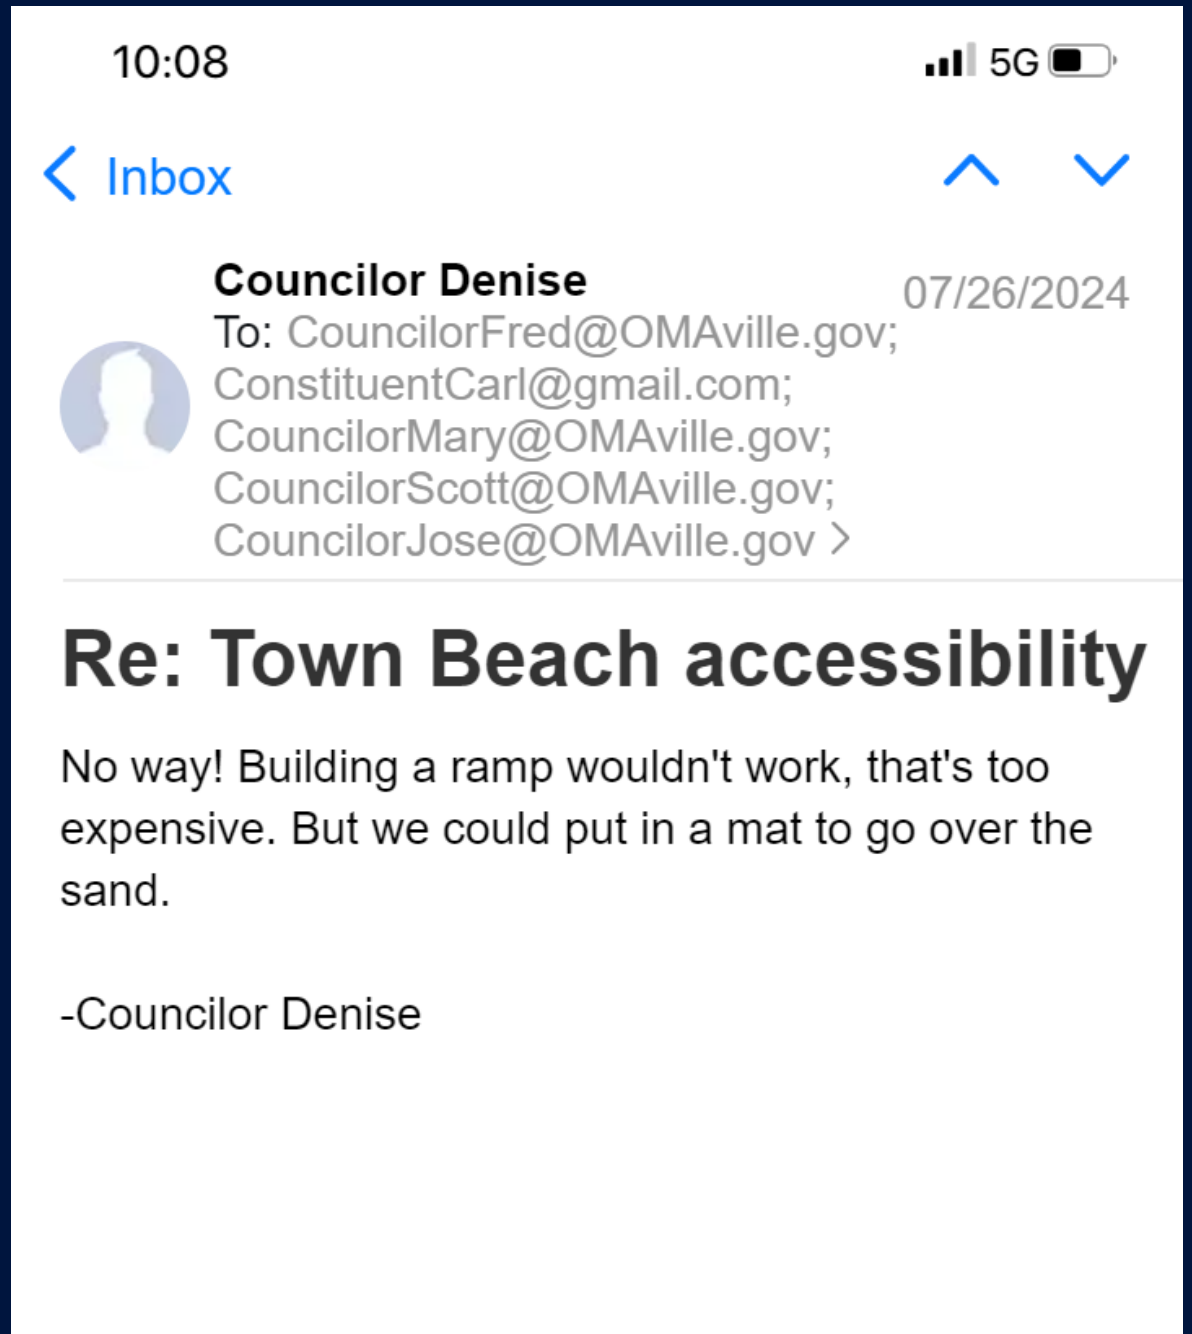 10:08
5G
Inbox
Councilor Denise
07/26/2024
To: CouncilorFred@OMAville.gov;
ConstituentCarl@gmail.com;
CouncilorMary@OMAville.gov;
CouncilorScott@OMAville.gov;
CouncilorJose@OMAville.gov
Re: Town Beach accessibility
No way! Building a ramp wouldn't work, that's too
expensive. But we could put in a mat to go over the
sand.
-Councilor Denise